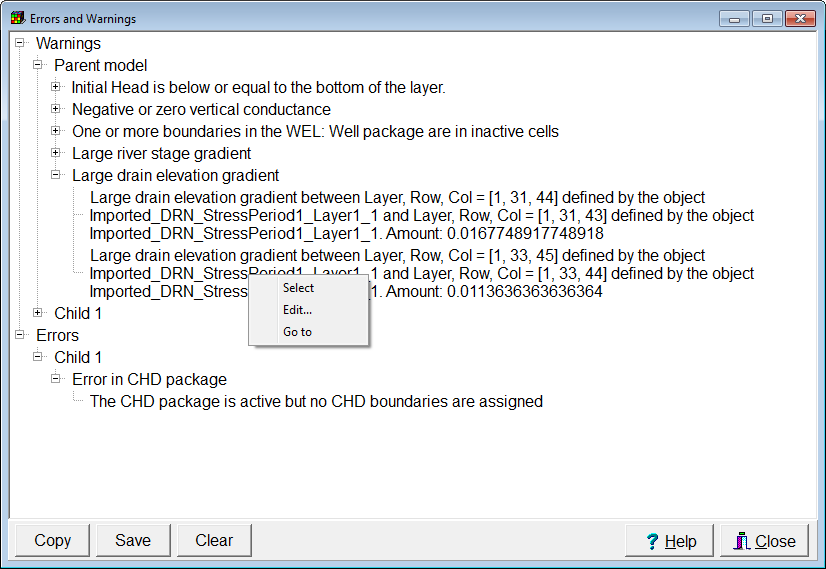 Errors and Warnings
Warnings
Parent model
Initial Head is below or equal to the bottom of the layer.
Negative or zero vertical conductance
One or more boundaries in the WEL: Well package are in inactive cells
Large river stage gradient
Large drain elevation gradient
Large drain elevation gradient between Layer, Row, Col = [1, 31, 44] defined by the object
Imported_DRN_StressPeriod1_Layer1_1 and Layer, Row, Col = [1, 31, 43] defined by the object
Imported_DRN_StressPeriod1_Layer1_1. Amount: 0.0167748917748918
Large drain elevation gradient between Layer, Row, Col = [1, 33, 45] defined by the object
Imported_DRN_StressPeriod1_Layer1_1 and Layer, Row, Col = [1, 33, 44] defined by the object
Imported_DRN_Stress 1. Amount: 0.0113636363636364
Select
Edit...
Go to
Child 1
Errors
Child 1
Error in CHD package
The CHD package is active but no CHD boundaries are assigned
Copy
Save
Clear
? Help
Close